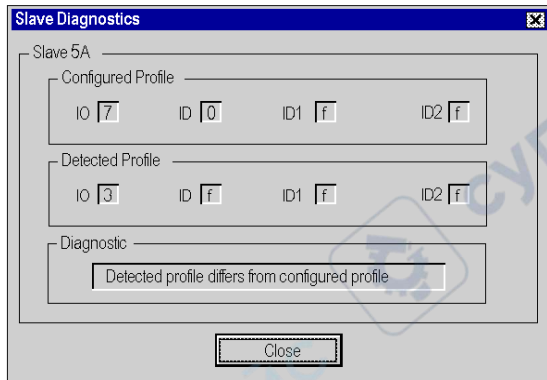 Slave Diagnostics
Slave 5A
Configured Profile
IO 7 ID 0 ID1 f ID2 f
Detected Profile
IO 3 ID f ID1 f ID2 f
Diagnostic
Detected profile differs from configured profile
Close